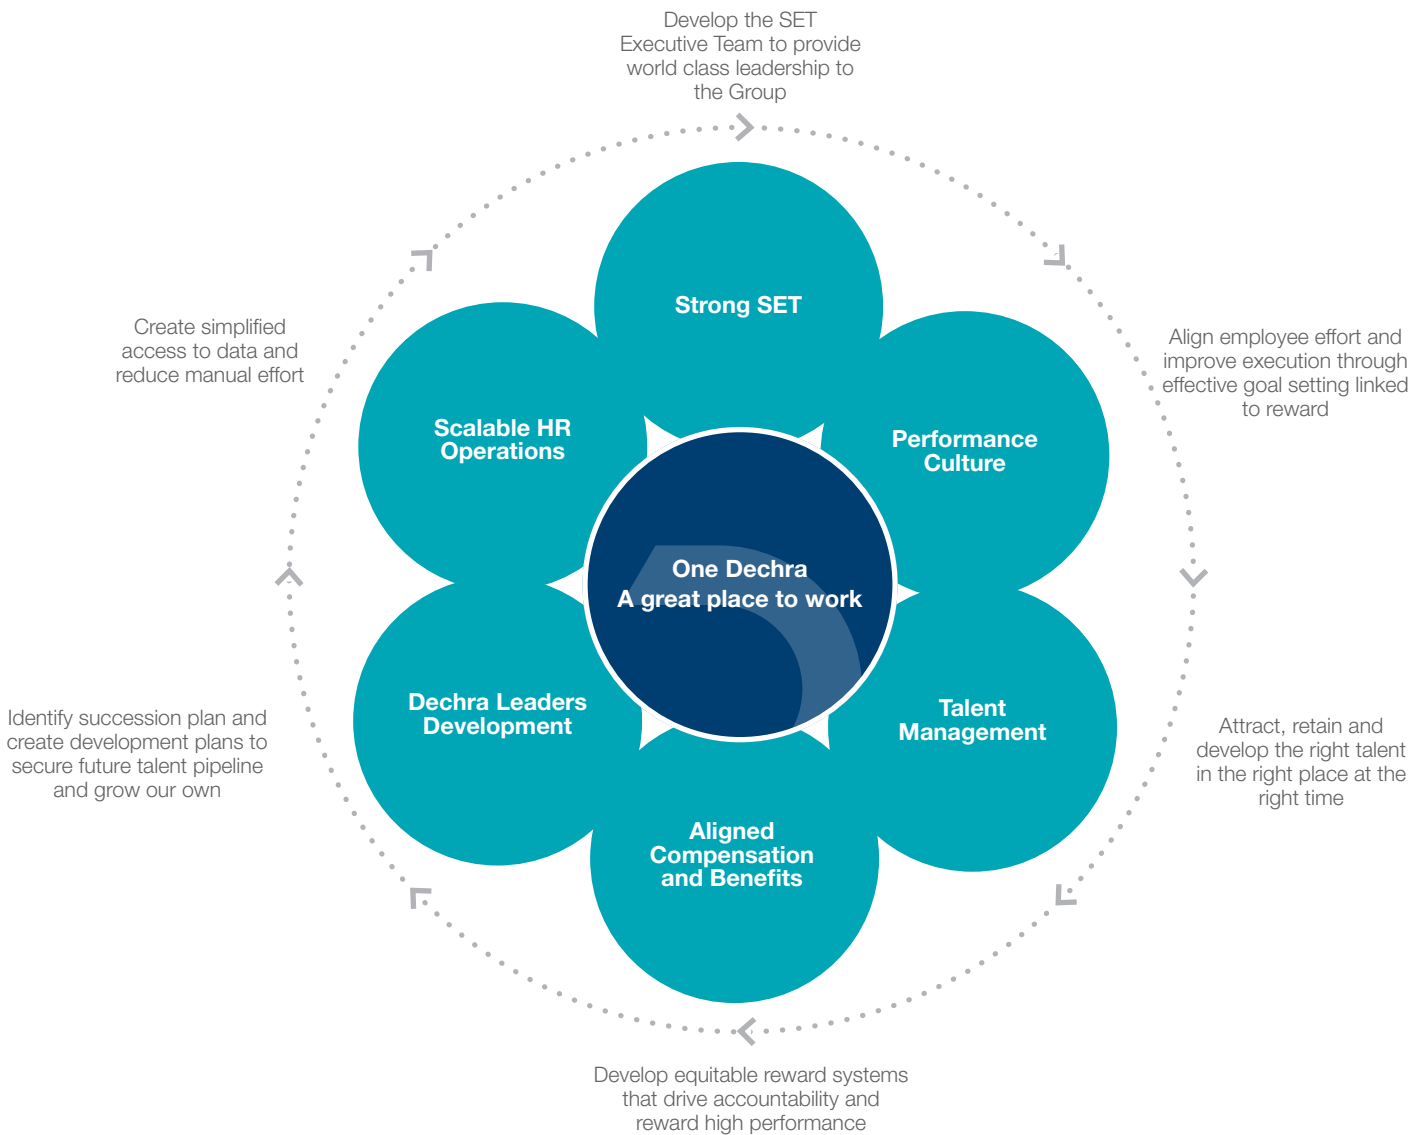 Develop the SET
Executive Team to provide
world class leadership to
the Group
Strong SET
Align employee effort and
improve execution through
effective goal setting linked
to reward
Performance
Culture
Attract, retain and
develop the right talent
in the right place at the
right time
Talent
Management
Develop equitable reward systems
that drive accountability and
reward high performance
Aligned
Compensation
and Benefits
Identify succession plan and
create development plans to
secure future talent pipeline
and grow our own
Dechra Leaders
Development
Create simplified
access to data and
reduce manual effort
Scalable HR
Operations
One Dechra
A great place to work